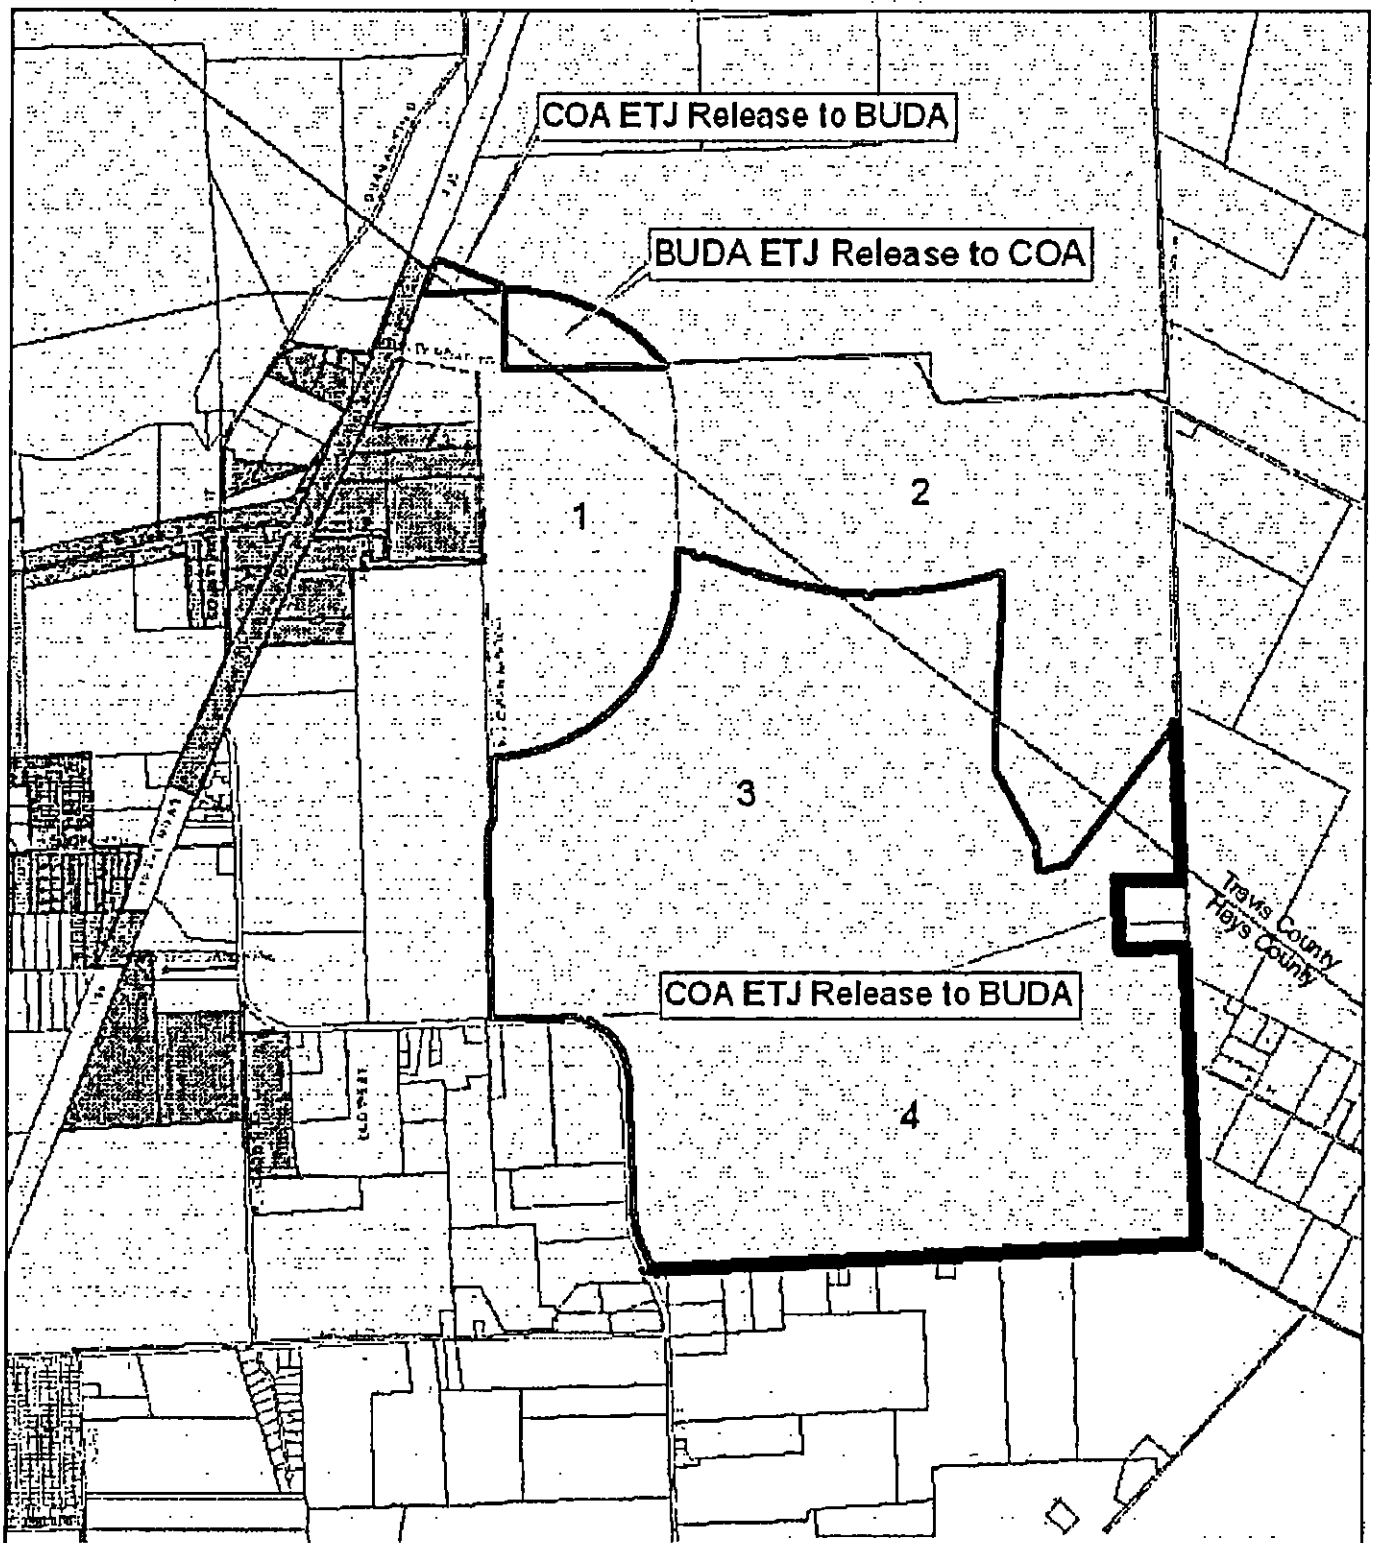 COA ETJ Release to BUDA
BUDA ETJ Release to COA
1
2
3
Travis County
Hays County
COA ETJ Release to BUDA
4